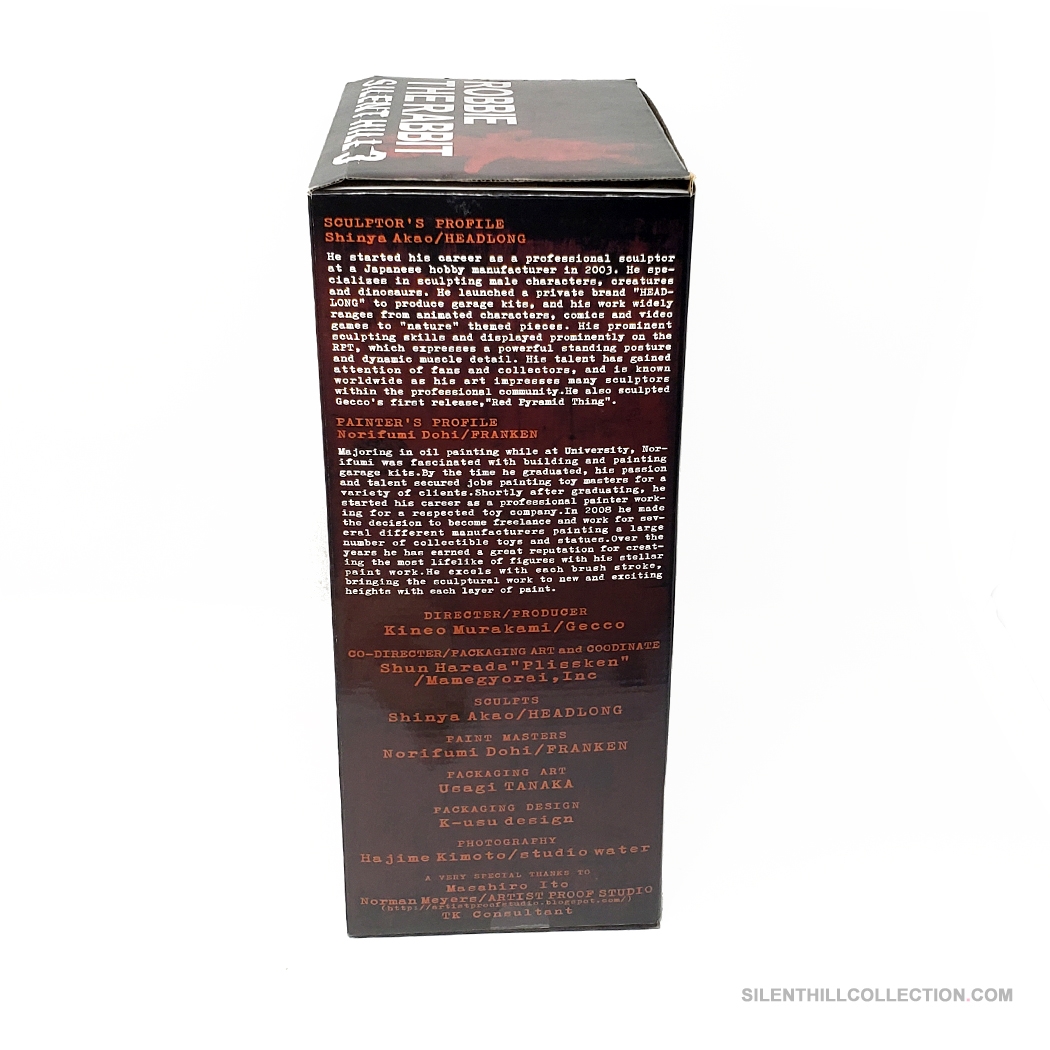 ROBBIE
THE RABBIT
SILENT HILL 3
SCULPTOR'S PROFILE
Shinya Akao/HEADLONG
He started his career as a professional sculptor
at a Japanese hobby manufacturer in 2003. He spe-
cializes in sculpting male characters, creatures
and dinosaurs. He launched a private brand "HEAD-
LONG" to produce garage kits, and his work widely
ranges from animated characters, comics and video
games to "nature" themed pieces. His prominent
sculpting skills and displayed prominently on the
RPT, which expresses a powerful standing posture
and dynamic muscle detail. His talent has gained
attention of fans and collectors, and is known
worldwide as his art impresses many sculptors
within the professional community.He also sculpted
Gecco's first release,"Red Pyramid Thing".
PAINTER'S PROFILE
Norifumi Dohi/FRANKEN
Majoring in oil painting while at University, Nor-
ifumi was fascinated with building and painting
garage kits.By the time he graduated, his passion
and talent secured jobs painting toy masters for a
variety of clients.Shortly after graduating, he
started his career as a professional painter work-
ing for a respected toy company.In 2008 he made
the decision to become freelance and work for sev-
eral different manufacturers painting a large
number of collectible toys and statues.Over the
years he has earned a great reputation for creat-
ing the most lifelike of figures with his stellar
paint work.He excels with each brush stroke,
bringing the sculptural work to new and exciting
heights with each layer of paint.
DIRECTER/PRODUCER
Kineo Murakami/Gecco
CO-DIRECTER/PACKAGING ART and COODINATE
Shun Harada"Plissken"
/Mamegyorai,Inc
SCULPTS
Shinya Akao/HEADLONG
PAINT MASTERS
Norifumi Dohi/FRANKEN
PACKAGING ART
Usagi TANAKA
PACKAGING DESIGN
K-usu design
PHOTOGRAPHY
Hajime Kimoto/studio water
A VERY SPECIAL THANKS TO
Masahiro Ito
Norman Meyers/ARTIST PROOF STUDIO
(http://artistproofstudio.blogspot.com/)
TK Consultant
SILENTHILLCOLLECTION.COM